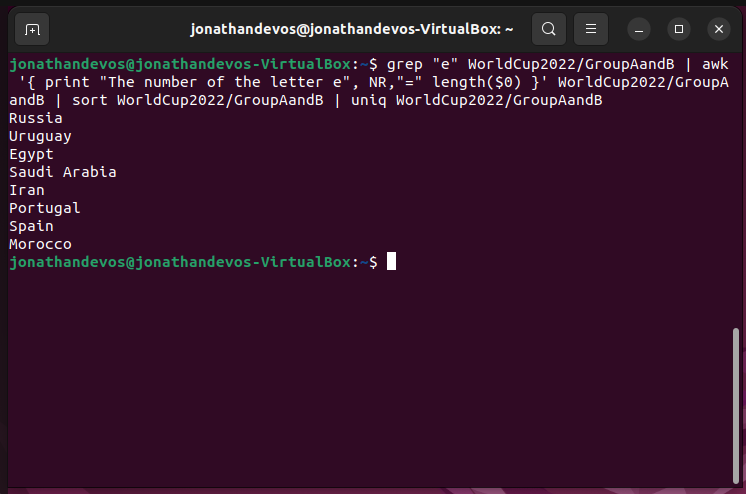 jonathandevos@jonathandevos-VirtualBox: ~
jonathandevos@jonathandevos-VirtualBox:~$ grep "e" WorldCup2022/GroupAandB | awk
 '{ print "The number of the letter e", NR,"=" length($0) }' WorldCup2022/GroupA
andB | sort WorldCup2022/GroupAandB | uniq WorldCup2022/GroupAandB
Russia
Uruguay
Egypt
Saudi Arabia
Iran
Portugal
Spain
Morocco
jonathandevos@jonathandevos-VirtualBox:~$